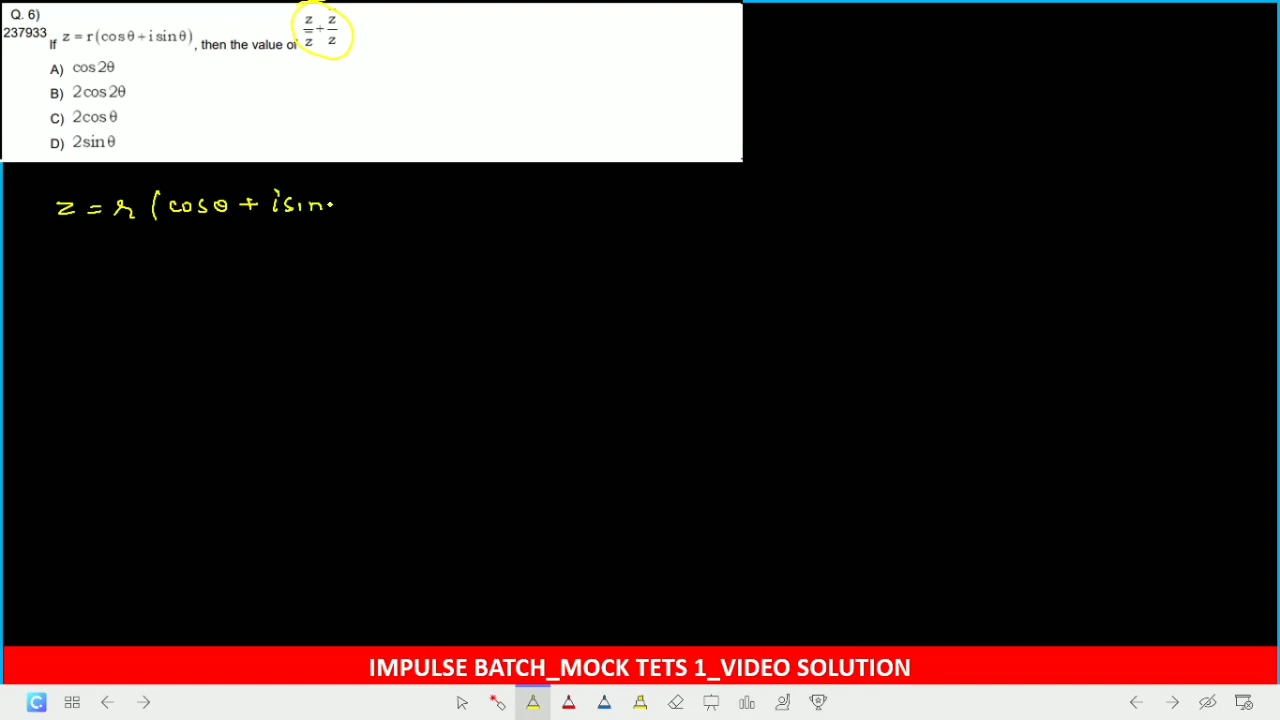 Q. 6)
237933 If z = r(cosθ + i sinθ), then the value of z/z̄ + z̄/z
A) cos2θ
B) 2cos2θ
C) 2cosθ
D) 2sinθ
z = r (cosθ + isin
IMPULSE BATCH_MOCK TETS 1_VIDEO SOLUTION